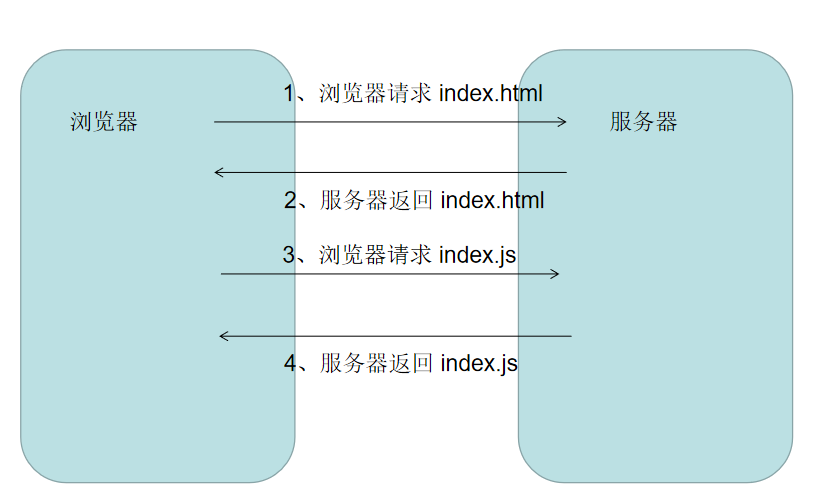 1、浏览器请求 index.html
浏览器
服务器
2、服务器返回 index.html
3、浏览器请求 index.js
4、服务器返回 index.js